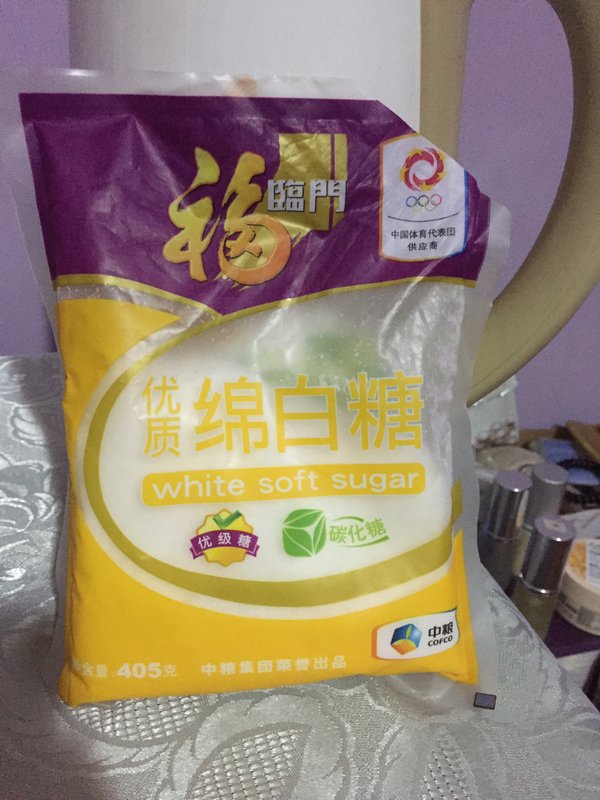 福
臨門
中国体育代表团
供应商
优质
绵白糖
white soft sugar
优级糖
碳化糖
中粮
COFCO
净含量 405克
中粮集团荣誉出品